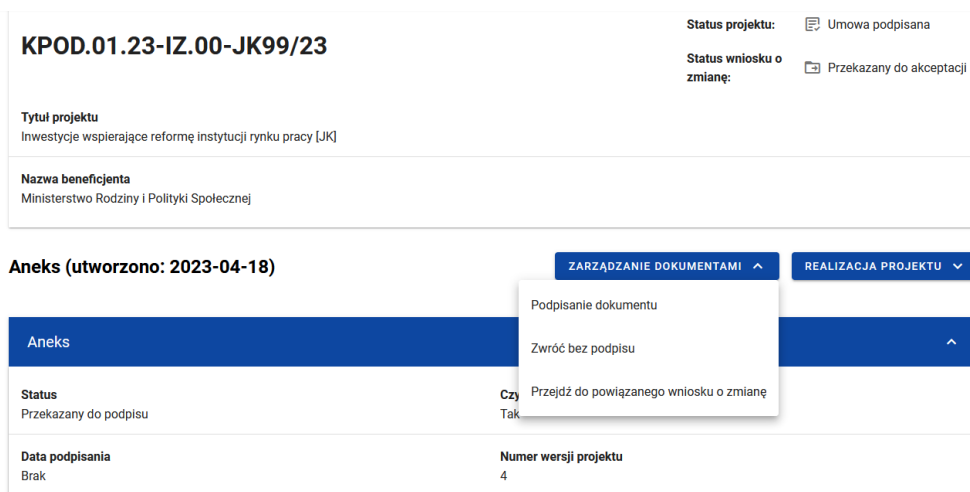 KPOD.01.23-IZ.00-JK99/23
Status projektu:
Umowa podpisana
Status wniosku o
zmianę:
Przekazany do akceptacji
Tytuł projektu
Inwestycje wspierające reformę instytucji rynku pracy [JK]
Nazwa beneficjenta
Ministerstwo Rodziny i Polityki Społecznej
Aneks (utworzono: 2023-04-18)
ZARZĄDZANIE DOKUMENTAMI
REALIZACJA PROJEKTU
Podpisanie dokumentu
Zwróć bez podpisu
Przejdź do powiązanego wniosku o zmianę
Aneks
Status
Przekazany do podpisu
Czy
Tak
Data podpisania
Brak
Numer wersji projektu
4